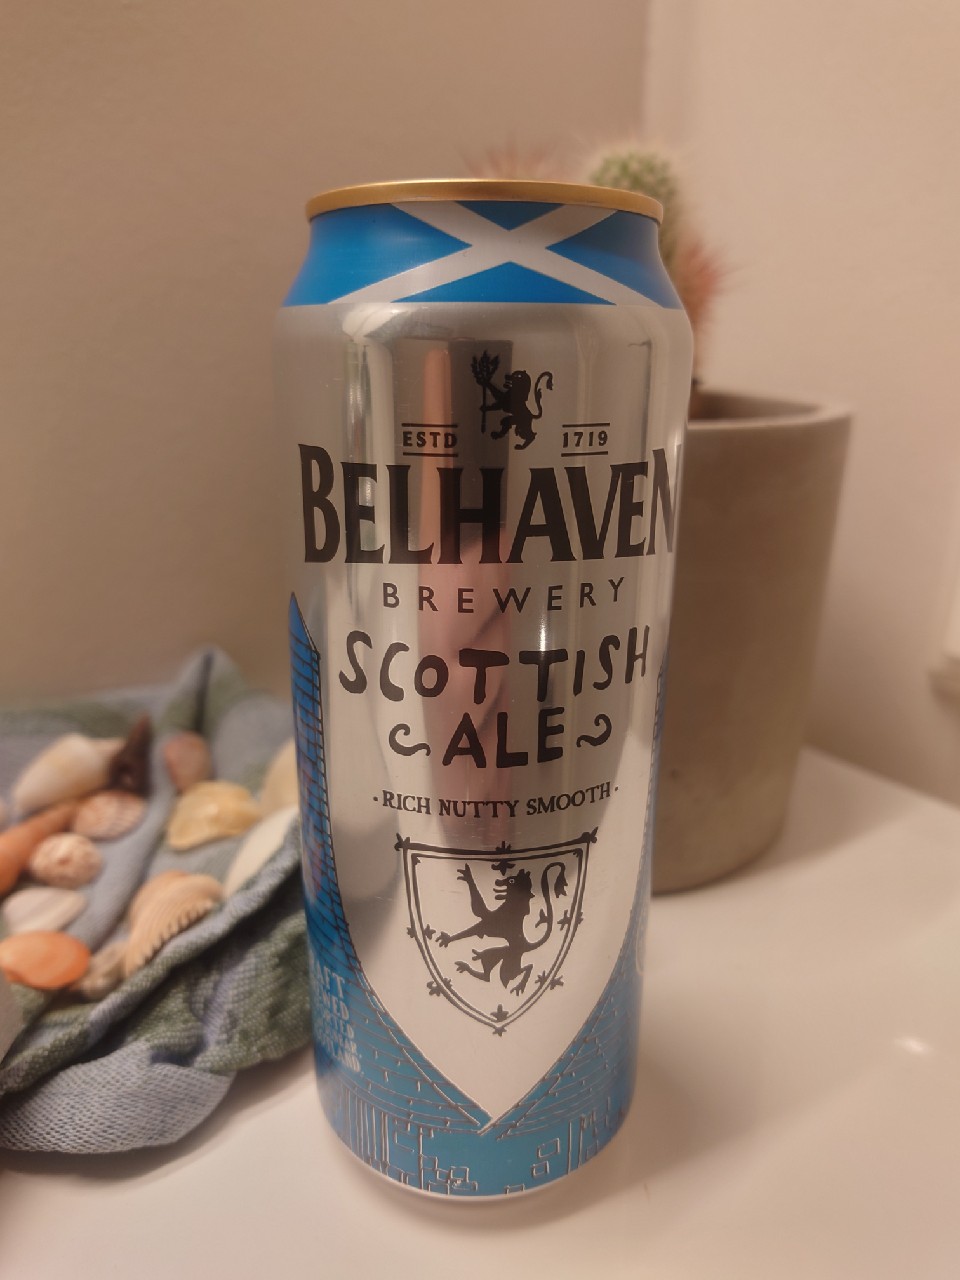 ESTD 1719
BELHAVEN
BREWERY
SCOTTISH
ALE
·RICH NUTTY SMOOTH·